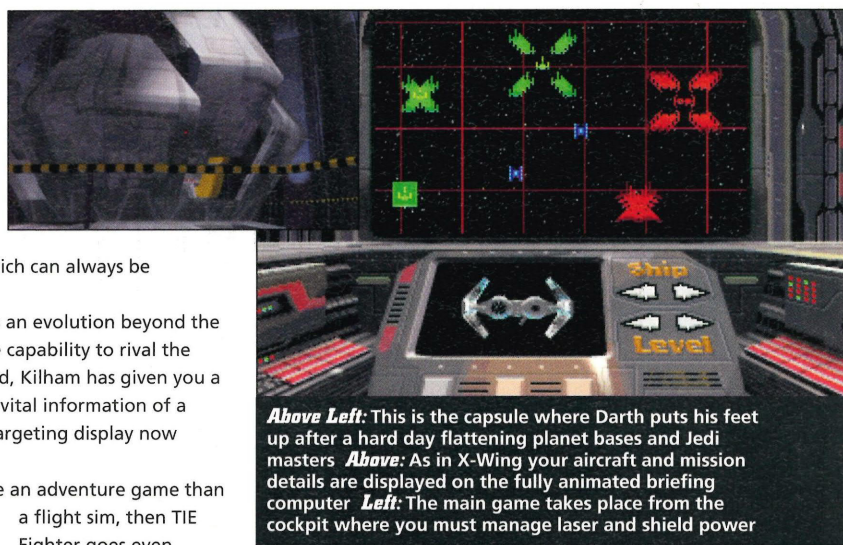 Ship
Level
ich can always be
an evolution beyond the
capability to rival the
d, Kilham has given you a
vital information of a
argeting display now
e an adventure game than
a flight sim, then TIE
Fighter goes even
Above Left: This is the capsule where Darth puts his feet
up after a hard day flattening planet bases and Jedi
masters Above: As in X-Wing your aircraft and mission
details are displayed on the fully animated briefing
computer Left: The main game takes place from the
cockpit where you must manage laser and shield power